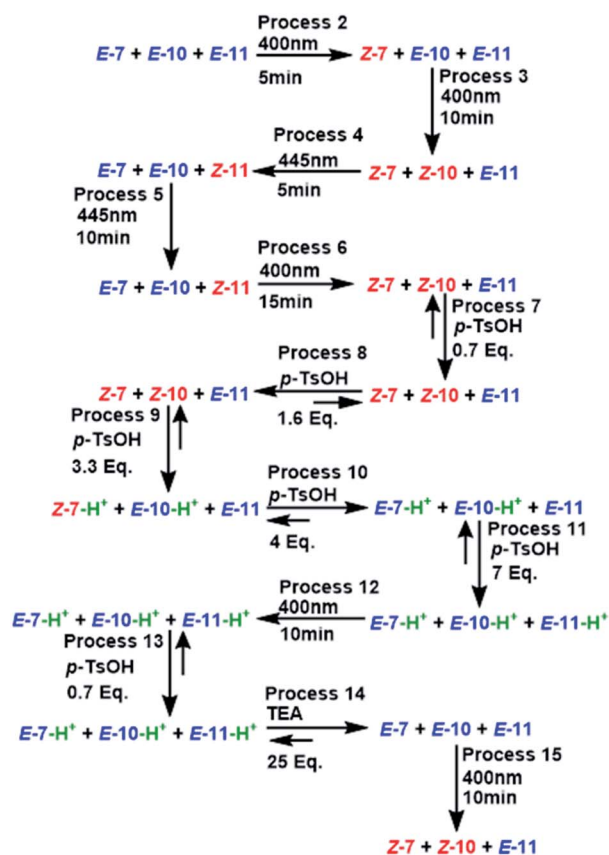 Process 2
400nm
E-7 + E-10 + E-11
Z-7 + E-10 + E-11
5min
Process 3
400nm
10min
Process 4
445nm
E-7 + E-10 + Z-11
Z-7 + Z-10 + E-11
5min
Process 5
445nm
10min
Process 6
400nm
E-7 + E-10 + Z-11
Z-7 + Z-10 + E-11
15min
Process 7
p-TsOH
0.7 Eq.
Process 8
p-TsOH
Z-7 + Z-10 + E-11
Z-7 + Z-10 + E-11
1.6 Eq.
Process 9
p-TsOH
3.3 Eq.
Process 10
p-TsOH
Z-7-H+ + E-10-H+ + E-11
E-7-H+ + E-10-H+ + E-11
4 Eq.
Process 11
p-TsOH
7 Eq.
Process 12
400nm
E-7-H+ + E-10-H+ + E-11-H+
E-7-H+ + E-10-H+ + E-11-H+
10min
Process 13
p-TsOH
0.7 Eq.
Process 14
TEA
E-7-H+ + E-10-H+ + E-11-H+
E-7 + E-10 + E-11
25 Eq.
Process 15
400nm
10min
Z-7 + Z-10 + E-11